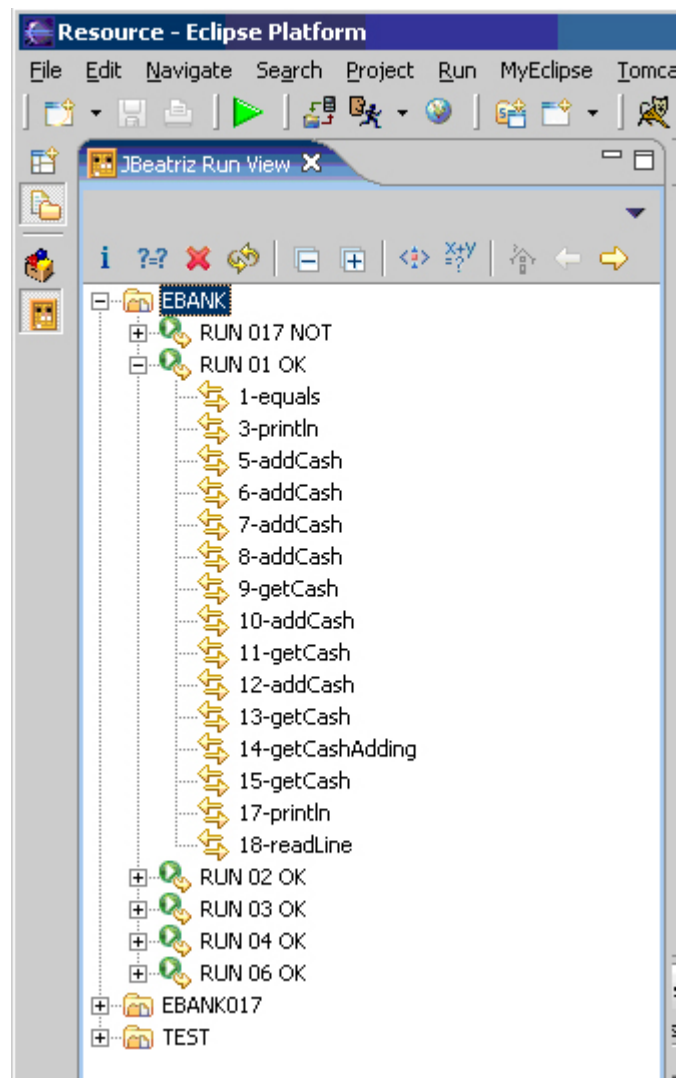 Resource - Eclipse Platform
File Edit Navigate Search Project Run MyEclipse
JBeatriz Run View
EBANK
RUN 017 NOT
RUN 01 OK
1-equals
3-println
5-addCash
6-addCash
7-addCash
8-addCash
9-getCash
10-addCash
11-getCash
12-addCash
13-getCash
14-getCashAdding
15-getCash
17-println
18-readLine
RUN 02 OK
RUN 03 OK
RUN 04 OK
RUN 06 OK
EBANK017
TEST